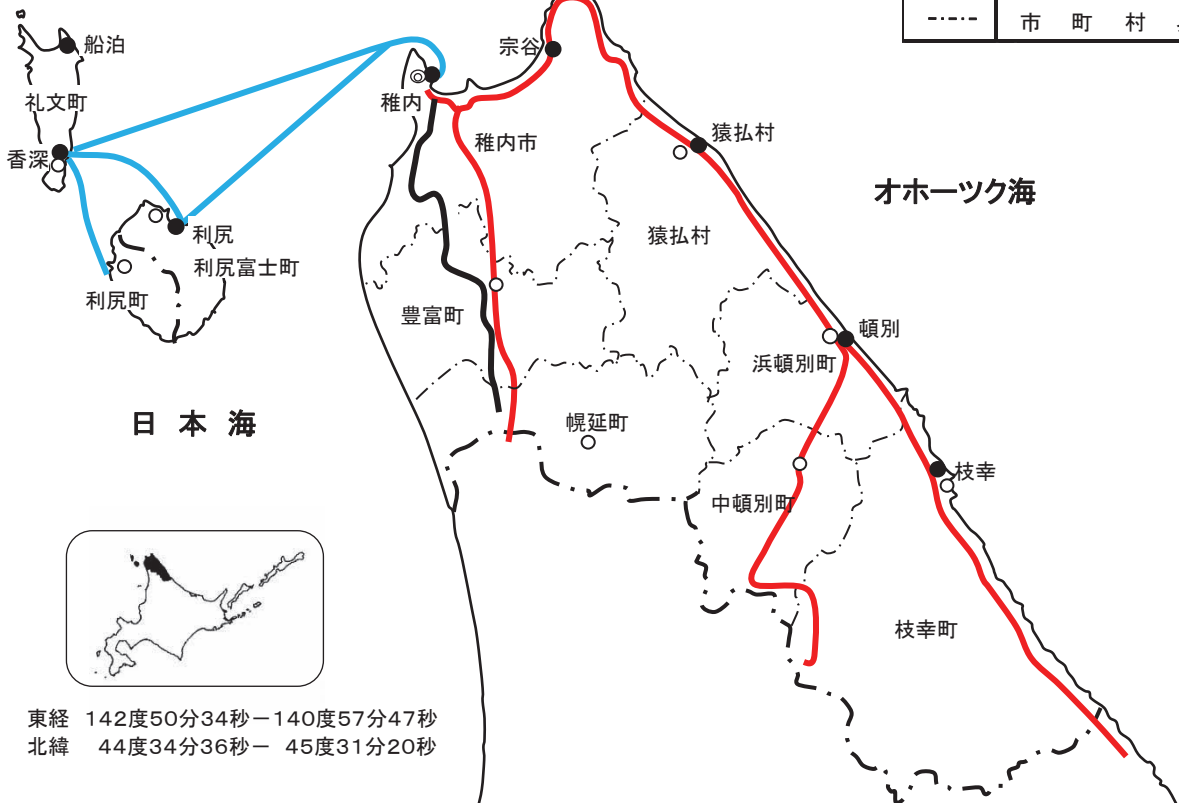 市 町 村 界
船泊
宗谷
礼文町
稚内
稚内市
猿払村
香深
オホーツク海
利尻
猿払村
利尻富士町
利尻町
豊富町
頓別
浜頓別町
日 本 海
幌延町
枝幸
中頓別町
枝幸町
東経 142度50分34秒－140度57分47秒
北緯 44度34分36秒－ 45度31分20秒